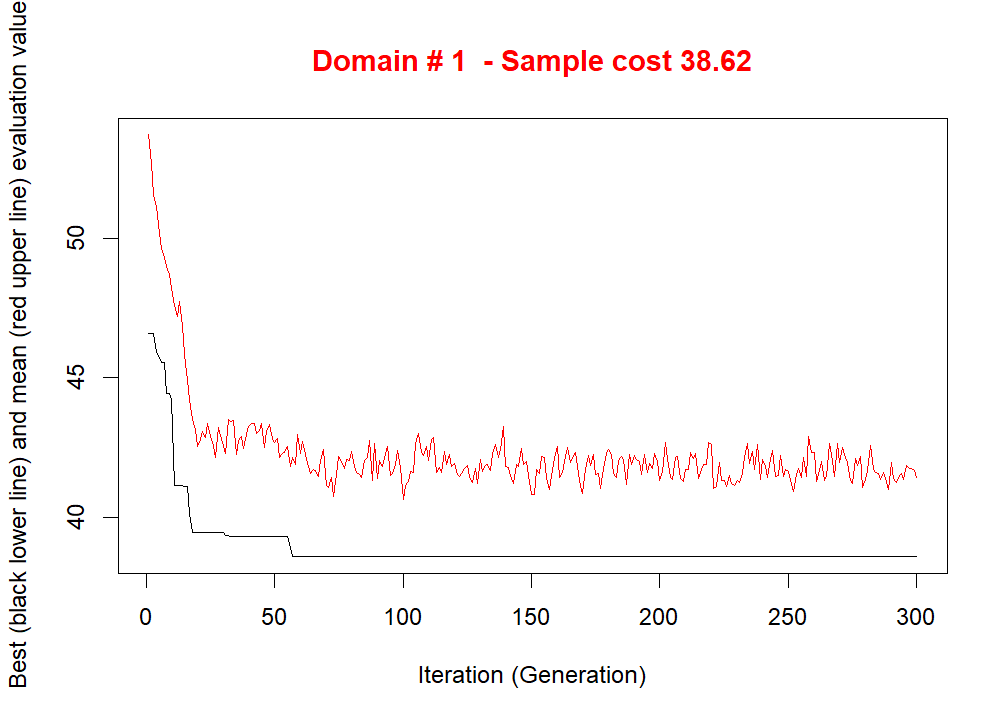 Domain # 1  - Sample cost 38.62
Best (black lower line) and mean (red upper line) evaluation value
50
45
40
0 50 100 150 200 250 300
Iteration (Generation)